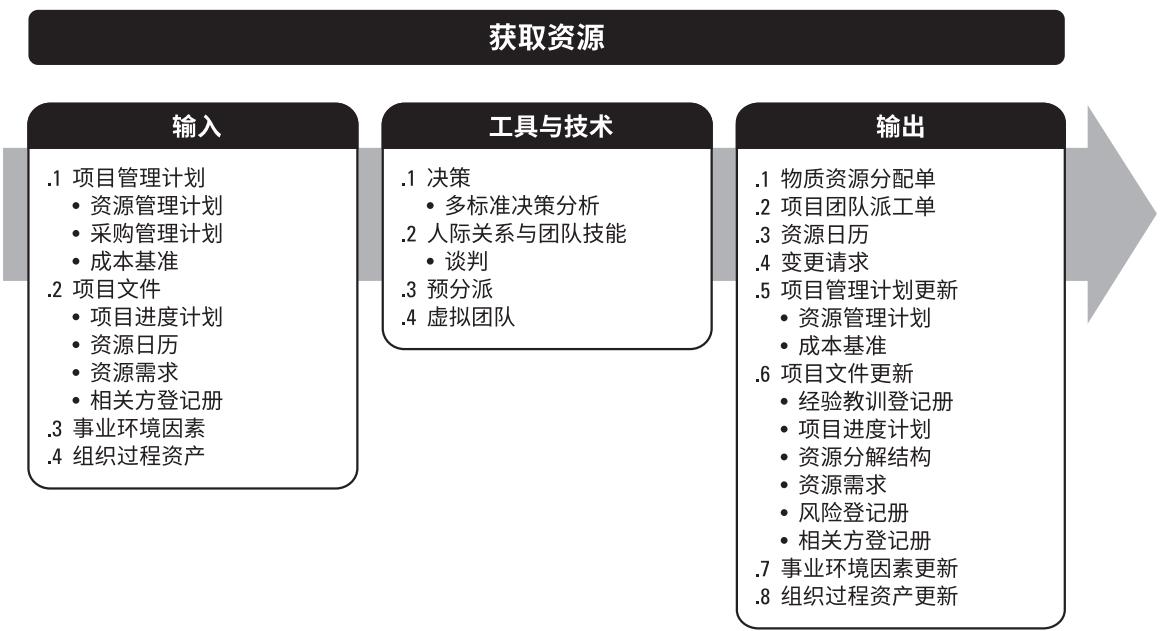 获取资源
输入
.1 项目管理计划
• 资源管理计划
• 采购管理计划
• 成本基准
.2 项目文件
• 项目进度计划
• 资源日历
• 资源需求
• 相关方登记册
.3 事业环境因素
.4 组织过程资产
工具与技术
.1 决策
• 多标准决策分析
.2 人际关系与团队技能
• 谈判
.3 预分派
.4 虚拟团队
输出
.1 物质资源分配单
.2 项目团队派工单
.3 资源日历
.4 变更请求
.5 项目管理计划更新
• 资源管理计划
• 成本基准
.6 项目文件更新
• 经验教训登记册
• 项目进度计划
• 资源分解结构
• 资源需求
• 风险登记册
• 相关方登记册
.7 事业环境因素更新
.8 组织过程资产更新